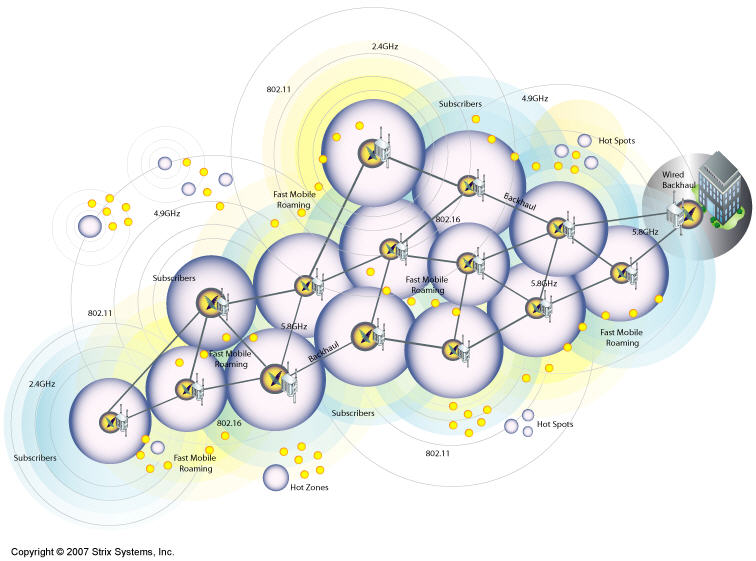 2.4GHz
802.11
Subscribers
4.9GHz
Hot Spots
Wired
Backhaul
Fast Mobile
Roaming
Backhaul
4.9GHz
802.16
5.8GHz
Subscribers
Fast Mobile
Roaming
5.8GHz
802.11
5.8GHz
Fast Mobile
Roaming
Backhaul
Fast Mobile
Roaming
2.4GHz
Subscribers
802.16
Hot Spots
Subscribers
Fast Mobile
Roaming
802.11
Hot Zones
2.4GHz
Copyright © 2007 Strix Systems, Inc.